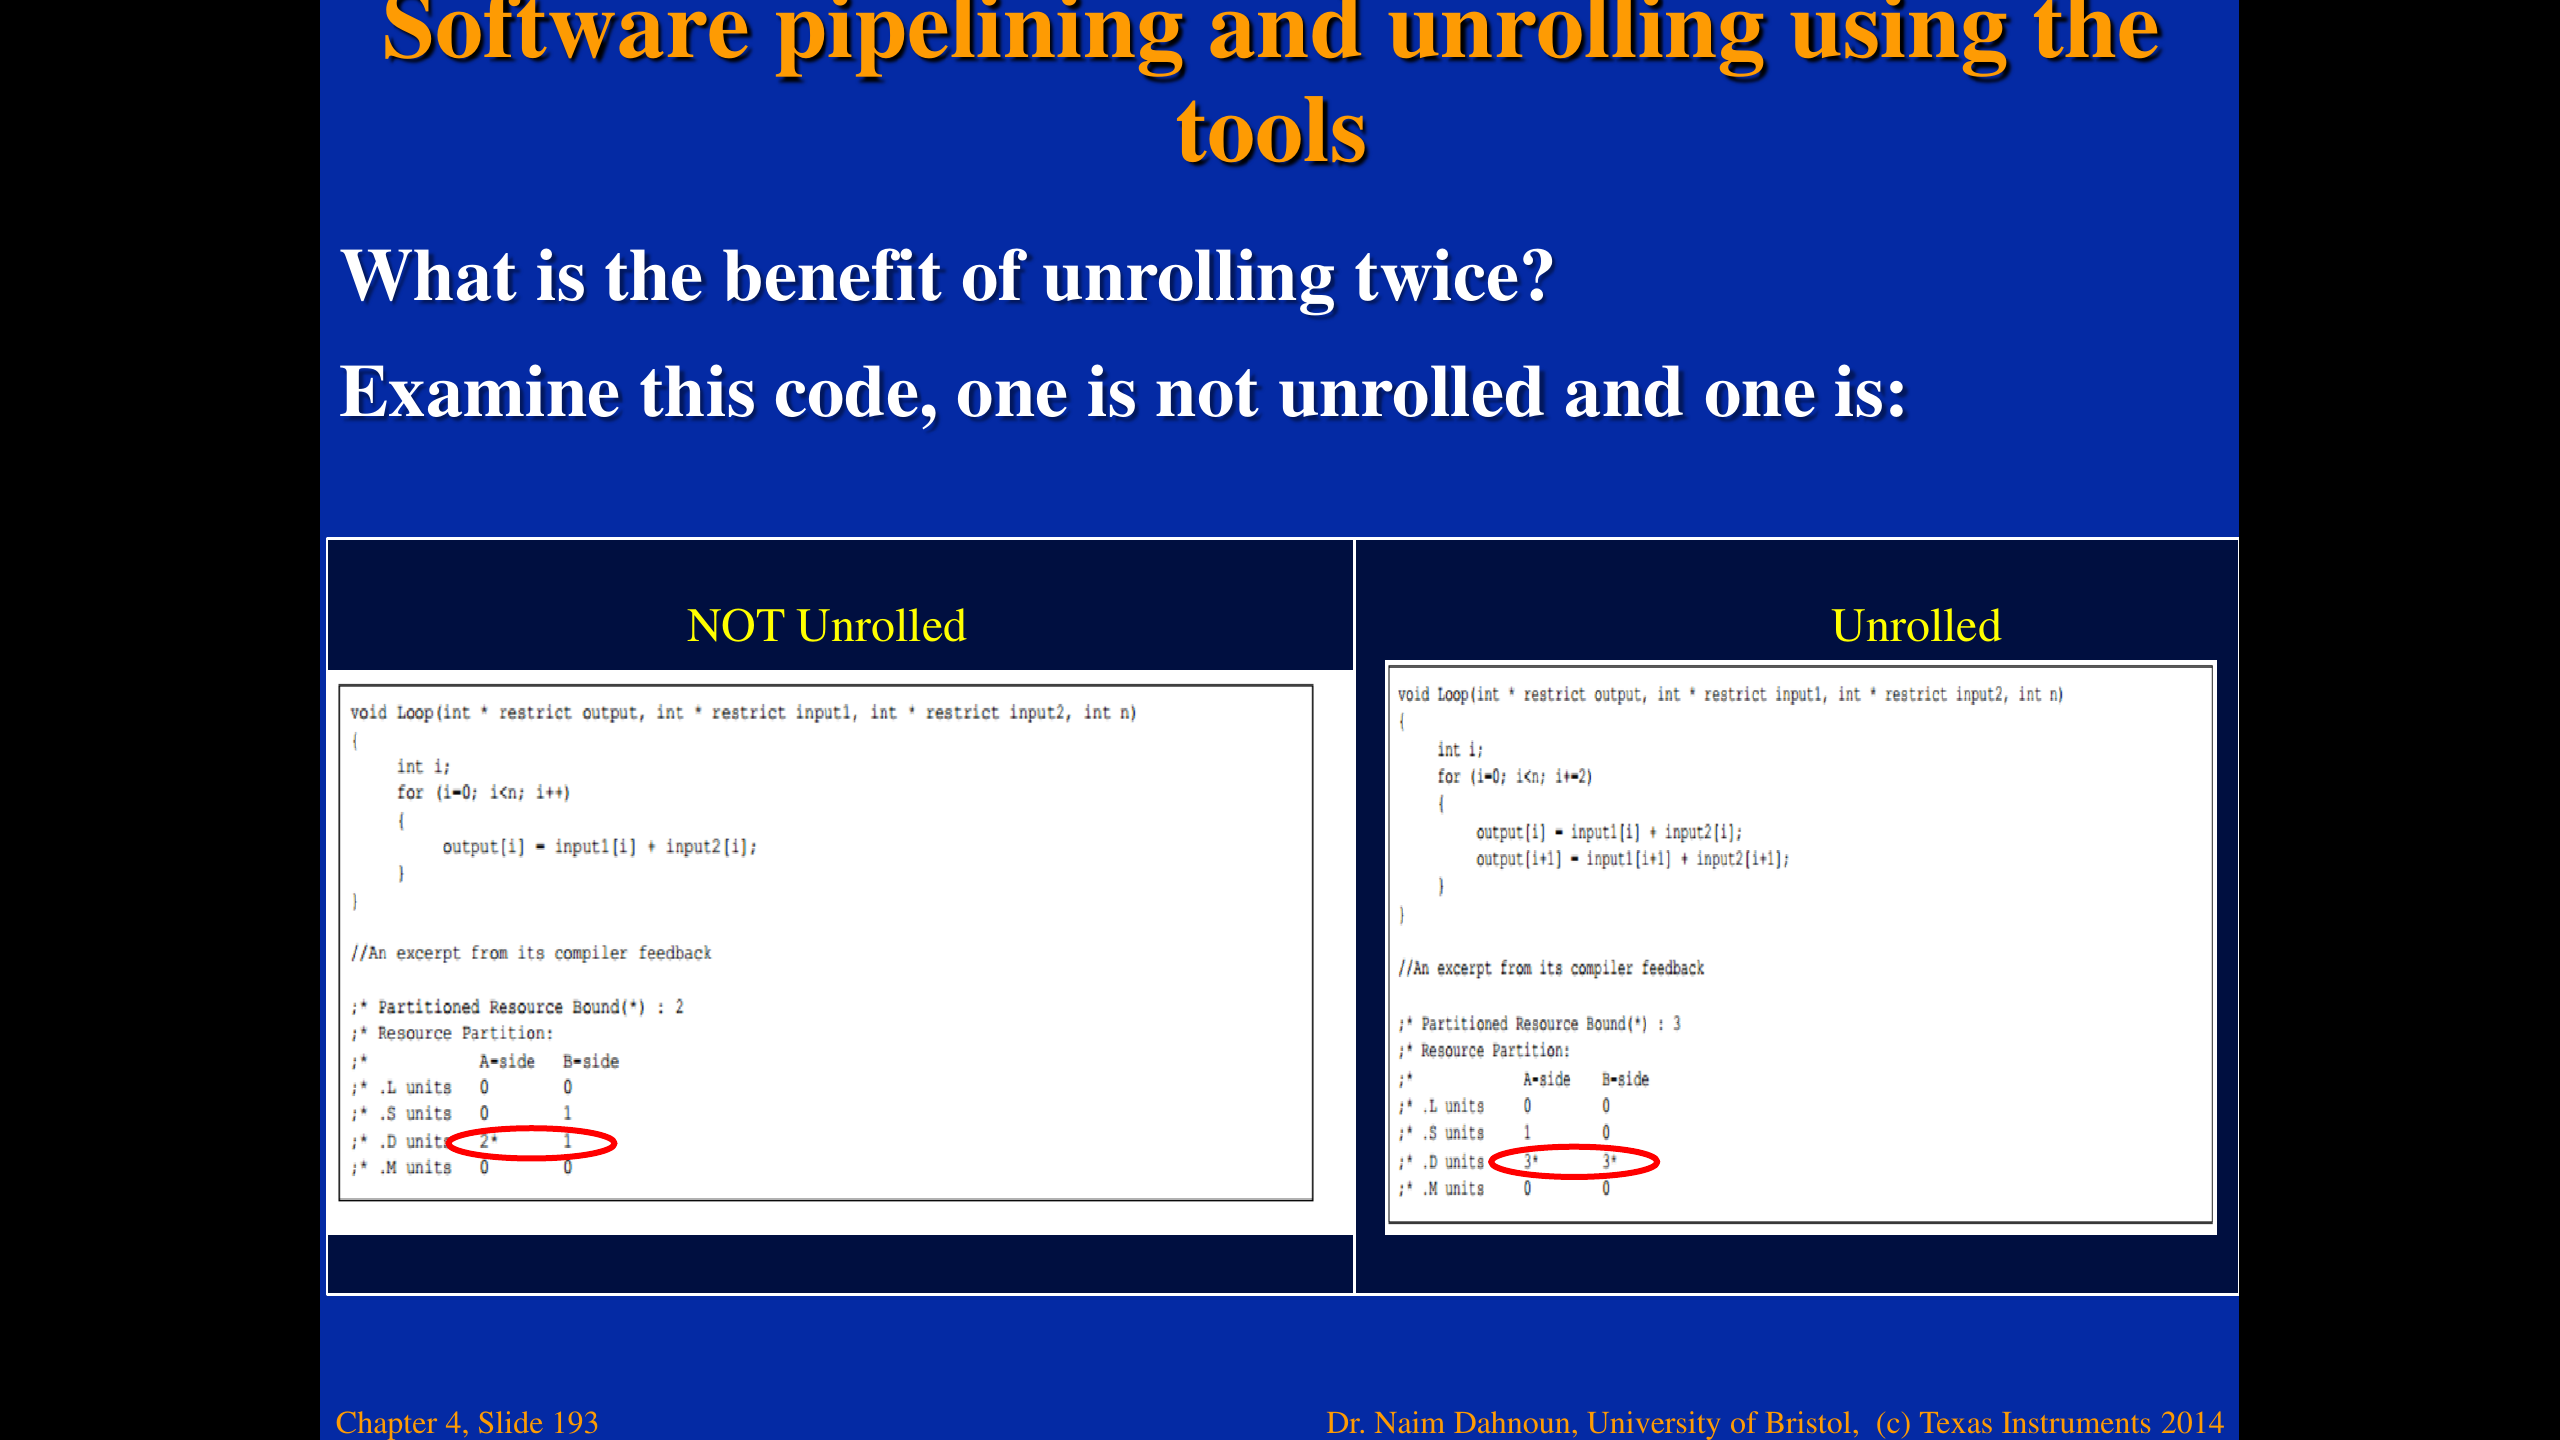 Software pipelining and unrolling using the
tools
What is the benefit of unrolling twice?
Examine this code, one is not unrolled and one is:
NOT Unrolled
void Loop(int * restrict output, int * restrict input1, int * restrict input2, int n)
{
int i;
for (i=0; i<n; i++)
{
output[i] = input1[i] + input2[i];
}
}
//An excerpt from its compiler feedback
;* Partitioned Resource Bound(*) : 2
;* Resource Partition:
;* A-side B-side
;* .L units 0 0
;* .S units 0 1
;* .D units 2* 1
;* .M units 0 0
Unrolled
void Loop(int * restrict output, int * restrict input1, int * restrict input2, int n)
{
int i;
for (i=0; i<n; i+=2)
{
output[i] = input1[i] + input2[i];
output[i+1] = input1[i+1] + input2[i+1];
}
}
//An excerpt from its compiler feedback
;* Partitioned Resource Bound(*) : 3
;* Resource Partition:
;* A-side B-side
;* .L units 0 0
;* .S units 1 0
;* .D units 3* 3*
;* .M units 0 0
Chapter 4, Slide 193
Dr. Naim Dahnoun, University of Bristol, (c) Texas Instruments 2014